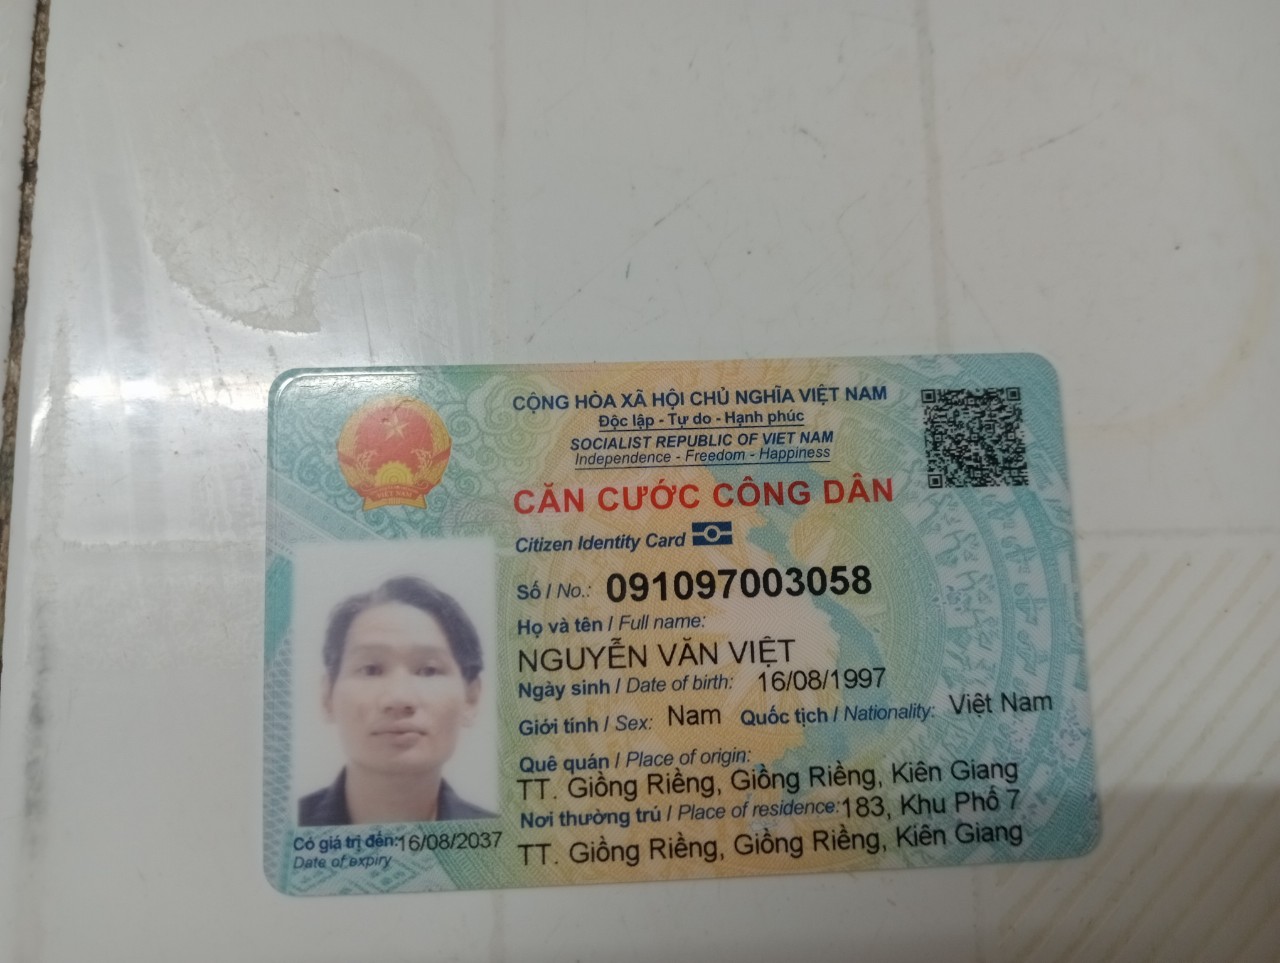 CỘNG HÒA XÃ HỘI CHỦ NGHĨA VIỆT NAM
Độc lập - Tự do - Hạnh phúc
SOCIALIST REPUBLIC OF VIET NAM
Independence - Freedom - Happiness
CĂN CƯỚC CÔNG DÂN
Citizen Identity Card
Số / No.: 091097003058
Họ và tên / Full name:
NGUYỄN VĂN VIỆT
Ngày sinh / Date of birth: 16/08/1997
Giới tính / Sex: Nam Quốc tịch / Nationality: Việt Nam
Quê quán / Place of origin:
TT. Giồng Riềng, Giồng Riềng, Kiên Giang
Nơi thường trú / Place of residence: 183, Khu Phố 7
TT. Giồng Riềng, Giồng Riềng, Kiên Giang
Có giá trị đến: 16/08/2037
Date of expiry
VIỆT NAM